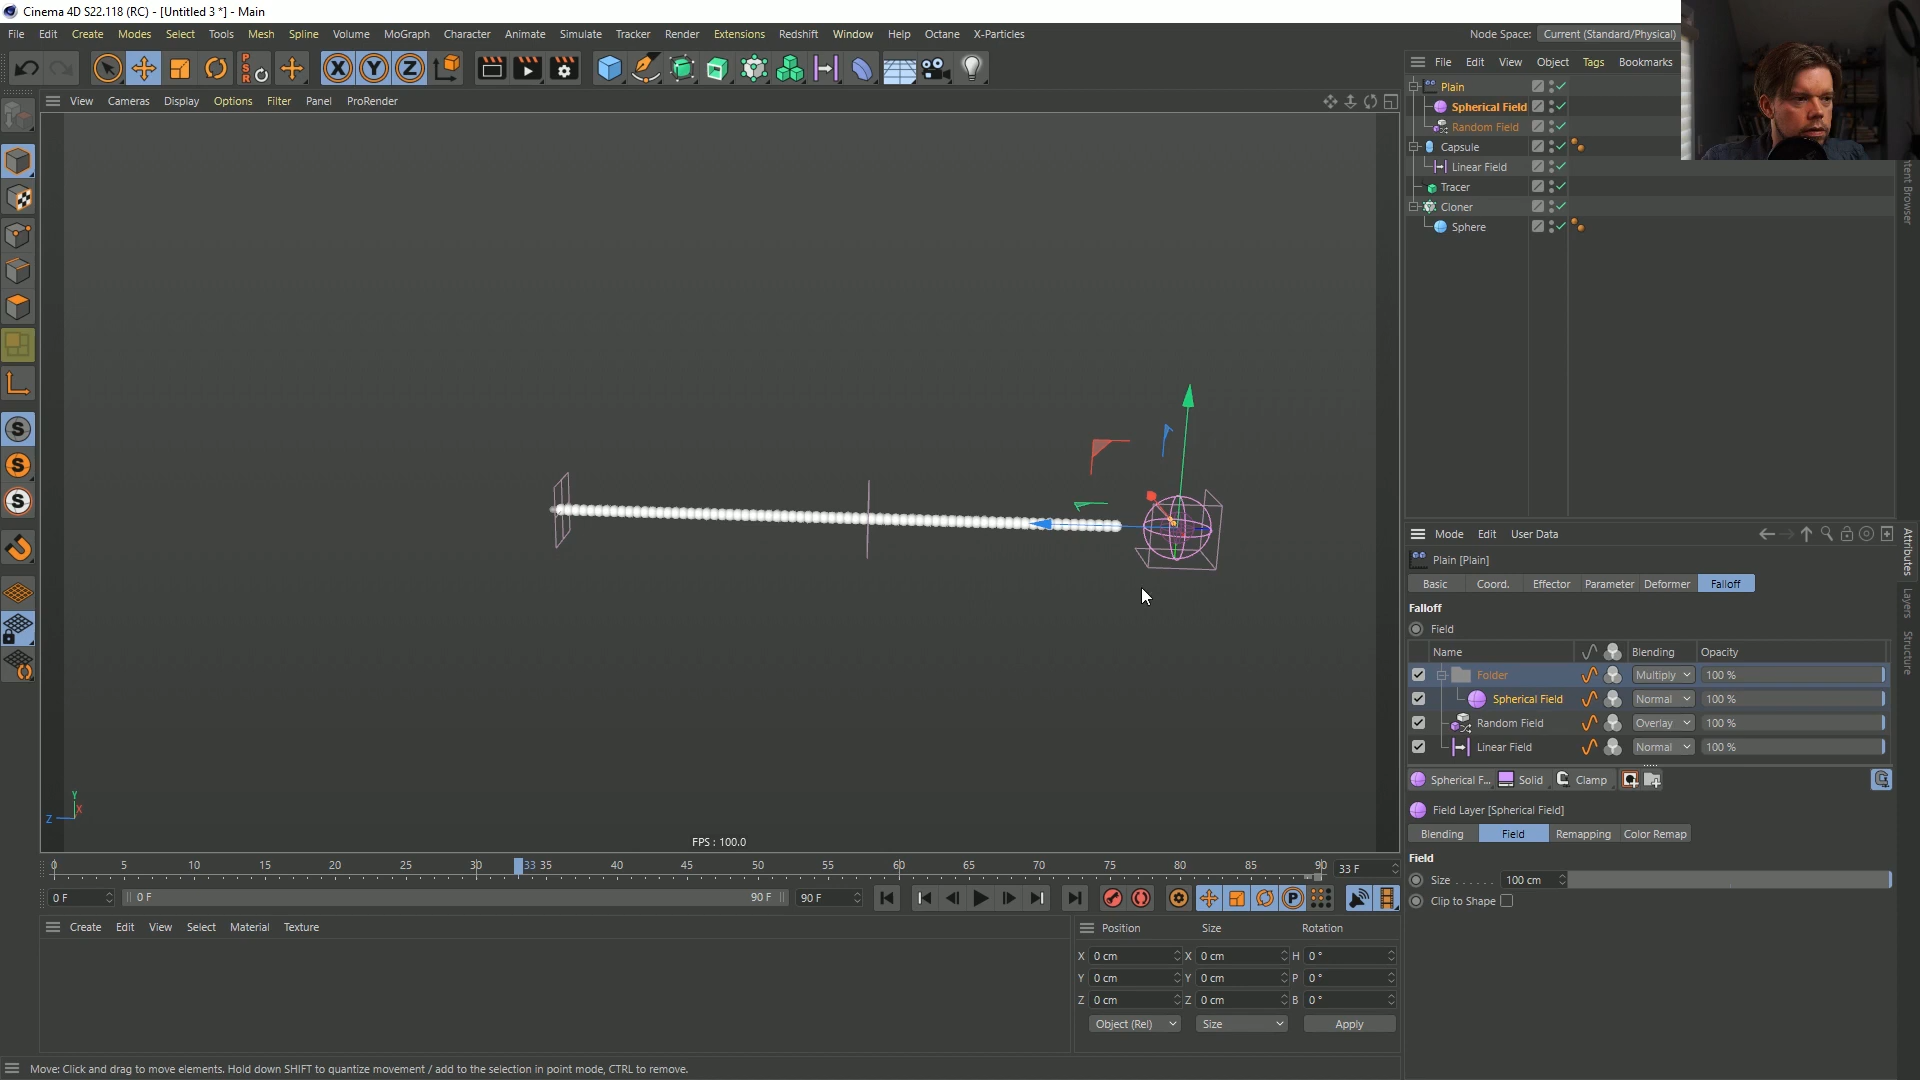 Cinema 4D S22.118 (RC) - [Untitled 3 *] - Main
File Edit Create Modes Select Tools Mesh Spline Volume MoGraph Character Animate Simulate Tracker Render Extensions Redshift Window Help Octane X-Particles
Node Space: Current (Standard/Physical)
File Edit View Object Tags Bookmarks
PSR X Y Z
View Cameras Display Options Filter Panel ProRender
Plain
Spherical Field
Random Field
Capsule
Linear Field
Tracer
Cloner
Sphere
Mode Edit User Data
Plain [Plain]
Basic Coord. Effector Parameter Deformer Falloff
Falloff
Field
Name Blending Opacity
Folder Multiply 100 %
Spherical Field Normal 100 %
Random Field Overlay 100 %
Linear Field Normal 100 %
Spherical F... Solid Clamp
Field Layer [Spherical Field]
Blending Field Remapping Color Remap
Field
Size 100 cm
Clip to Shape
Attributes
Layers
Structure
Y
X
Z
FPS : 100.0
0 5 10 15 20 25 30 33 35 40 45 50 55 60 65 70 75 80 85 90 33 F
0 F 0 F 90 F 90 F
Create Edit View Select Material Texture
Position Size Rotation
X 0 cm X 0 cm H 0 °
Y 0 cm Y 0 cm P 0 °
Z 0 cm Z 0 cm B 0 °
Object (Rel) Size Apply
Move: Click and drag to move elements. Hold down SHIFT to quantize movement / add to the selection in point mode, CTRL to remove.